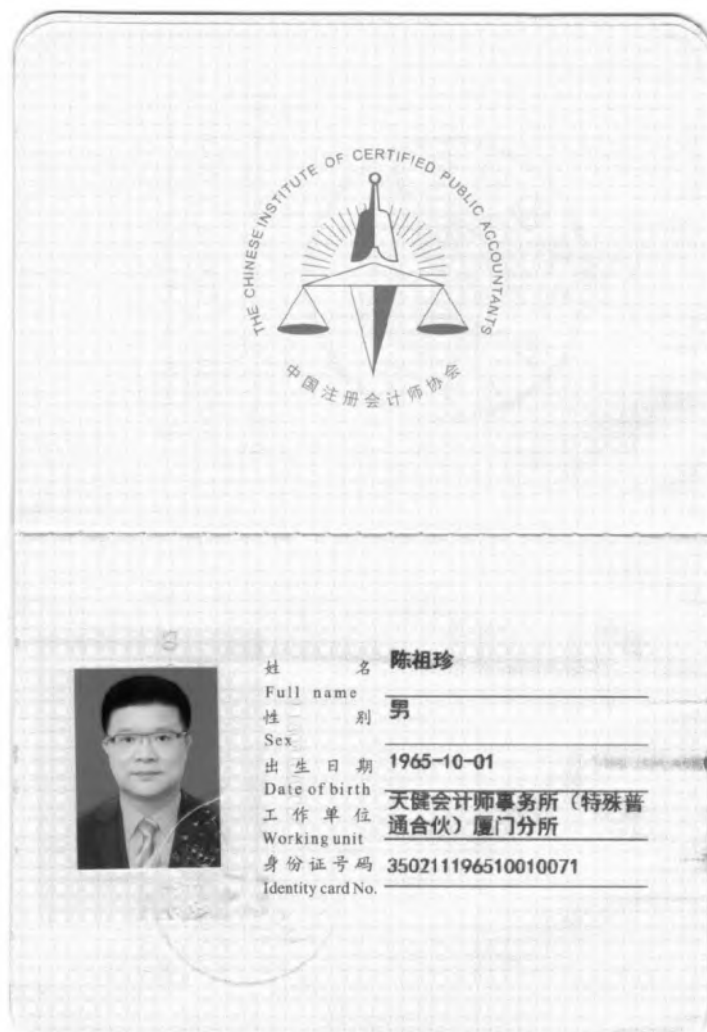 THE CHINESE INSTITUTE OF CERTIFIED PUBLIC ACCOUNTANTS
中国注册会计师协会
姓 名 陈祖珍
Full name
性 别 男
Sex
出生日期 1965-10-01
Date of birth
工作单位 天健会计师事务所（特殊普
通合伙）厦门分所
Working unit
身份证号码 350211196510010071
Identity card No.